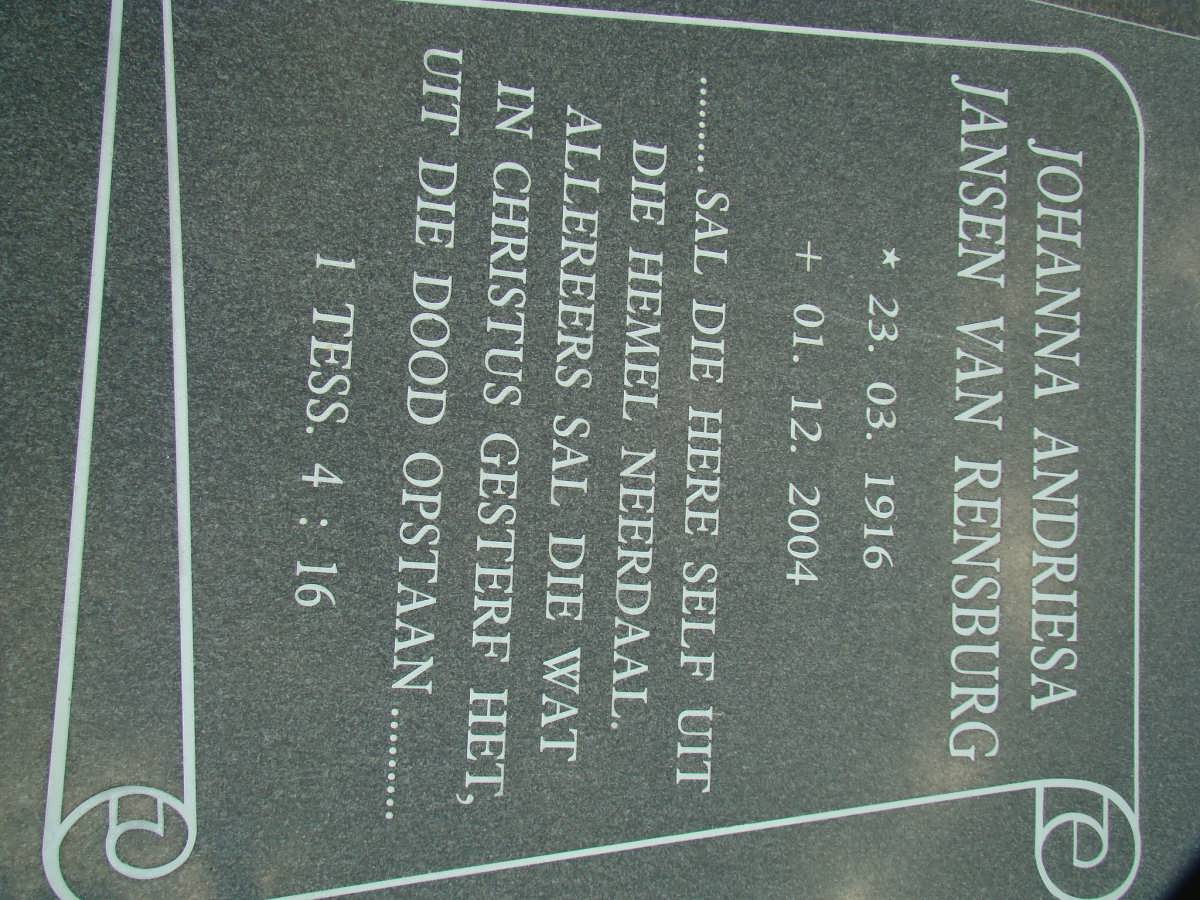 JOHANNA ANDRIESA
JANSEN VAN RENSBURG
★ 23. 03. 1916
+ 01. 12. 2004
......... SAL DIE HERE SELF UIT
DIE HEMEL NEERDAAL.
ALLEREERS SAL DIE WAT
IN CHRISTUS GESTERF HET,
UIT DIE DOOD OPSTAAN ..........
1 TESS. 4 : 16